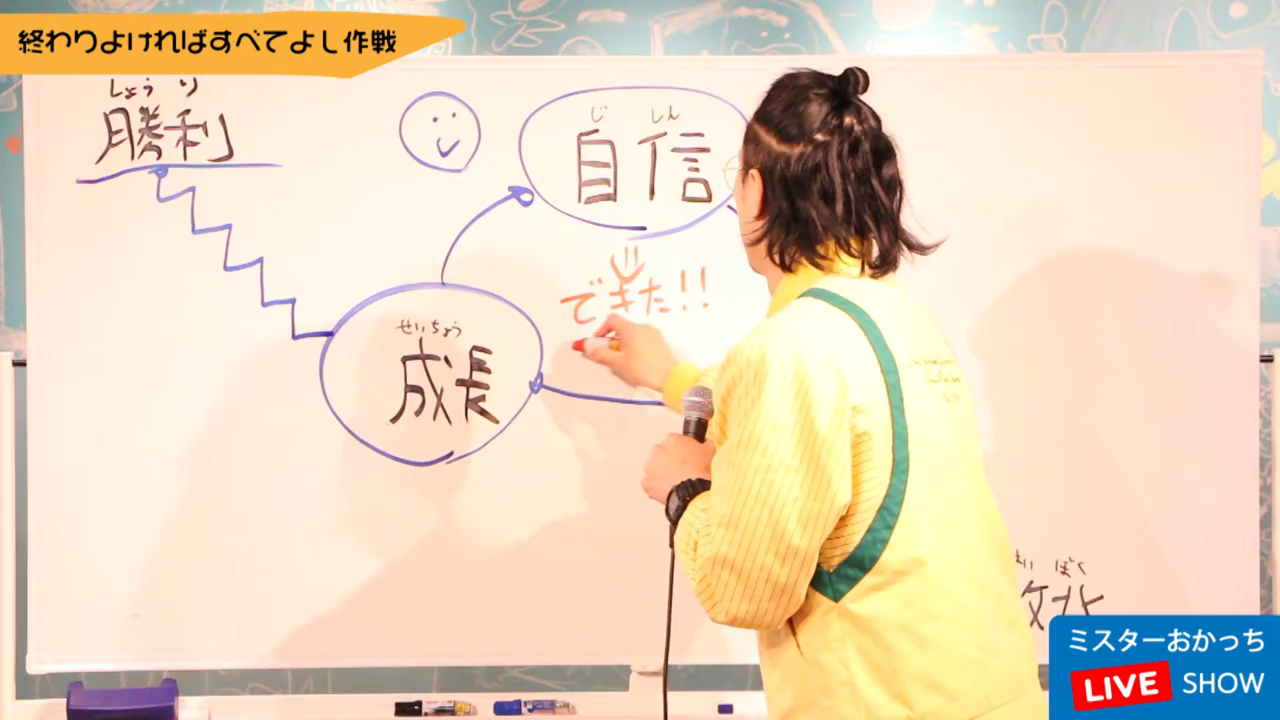 終わりよければすべてよし作戦
しょうり
勝利
じしん
自信
できた!!
せいちょう
成長
いぼく
北
ミスターおかっち
LIVE SHOW